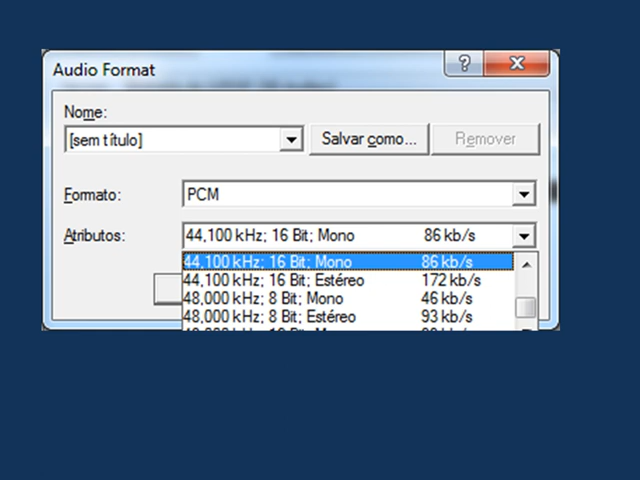 Audio Format
Nome:
[sem título]
Salvar como...
Remover
Formato:
PCM
Atributos:
44,100 kHz; 16 Bit; Mono 86 kb/s
44,100 kHz; 16 Bit; Mono 86 kb/s
44,100 kHz; 16 Bit; Estéreo 172 kb/s
48,000 kHz; 8 Bit; Mono 46 kb/s
48,000 kHz; 8 Bit; Estéreo 93 kb/s